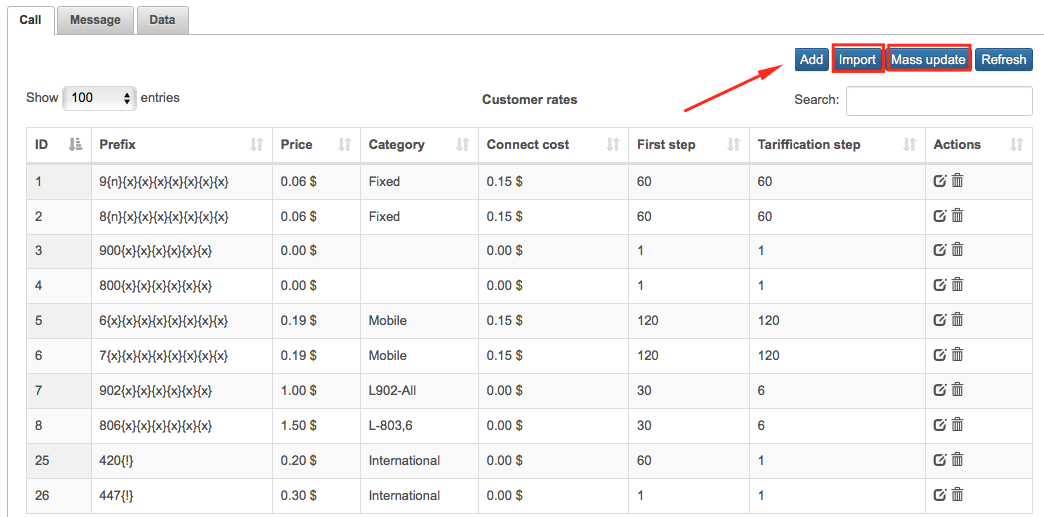 Call Message Data
Add Import Mass update Refresh
Show 100 entries Customer rates Search:
ID Prefix Price Category Connect cost First step Tariffication step Actions
1 9{n}{x}{x}{x}{x}{x}{x}{x} 0.06 $ Fixed 0.15 $ 60 60
2 8{n}{x}{x}{x}{x}{x}{x}{x} 0.06 $ Fixed 0.15 $ 60 60
3 900{x}{x}{x}{x}{x}{x} 0.00 $ 0.00 $ 1 1
4 800{x}{x}{x}{x}{x}{x} 0.00 $ 0.00 $ 1 1
5 6{x}{x}{x}{x}{x}{x}{x}{x} 0.19 $ Mobile 0.15 $ 120 120
6 7{x}{x}{x}{x}{x}{x}{x}{x} 0.19 $ Mobile 0.15 $ 120 120
7 902{x}{x}{x}{x}{x}{x} 1.00 $ L902-All 0.00 $ 30 6
8 806{x}{x}{x}{x}{x}{x} 1.50 $ L-803,6 0.00 $ 30 6
25 420{!} 0.20 $ International 0.00 $ 60 1
26 447{!} 0.30 $ International 0.00 $ 1 1